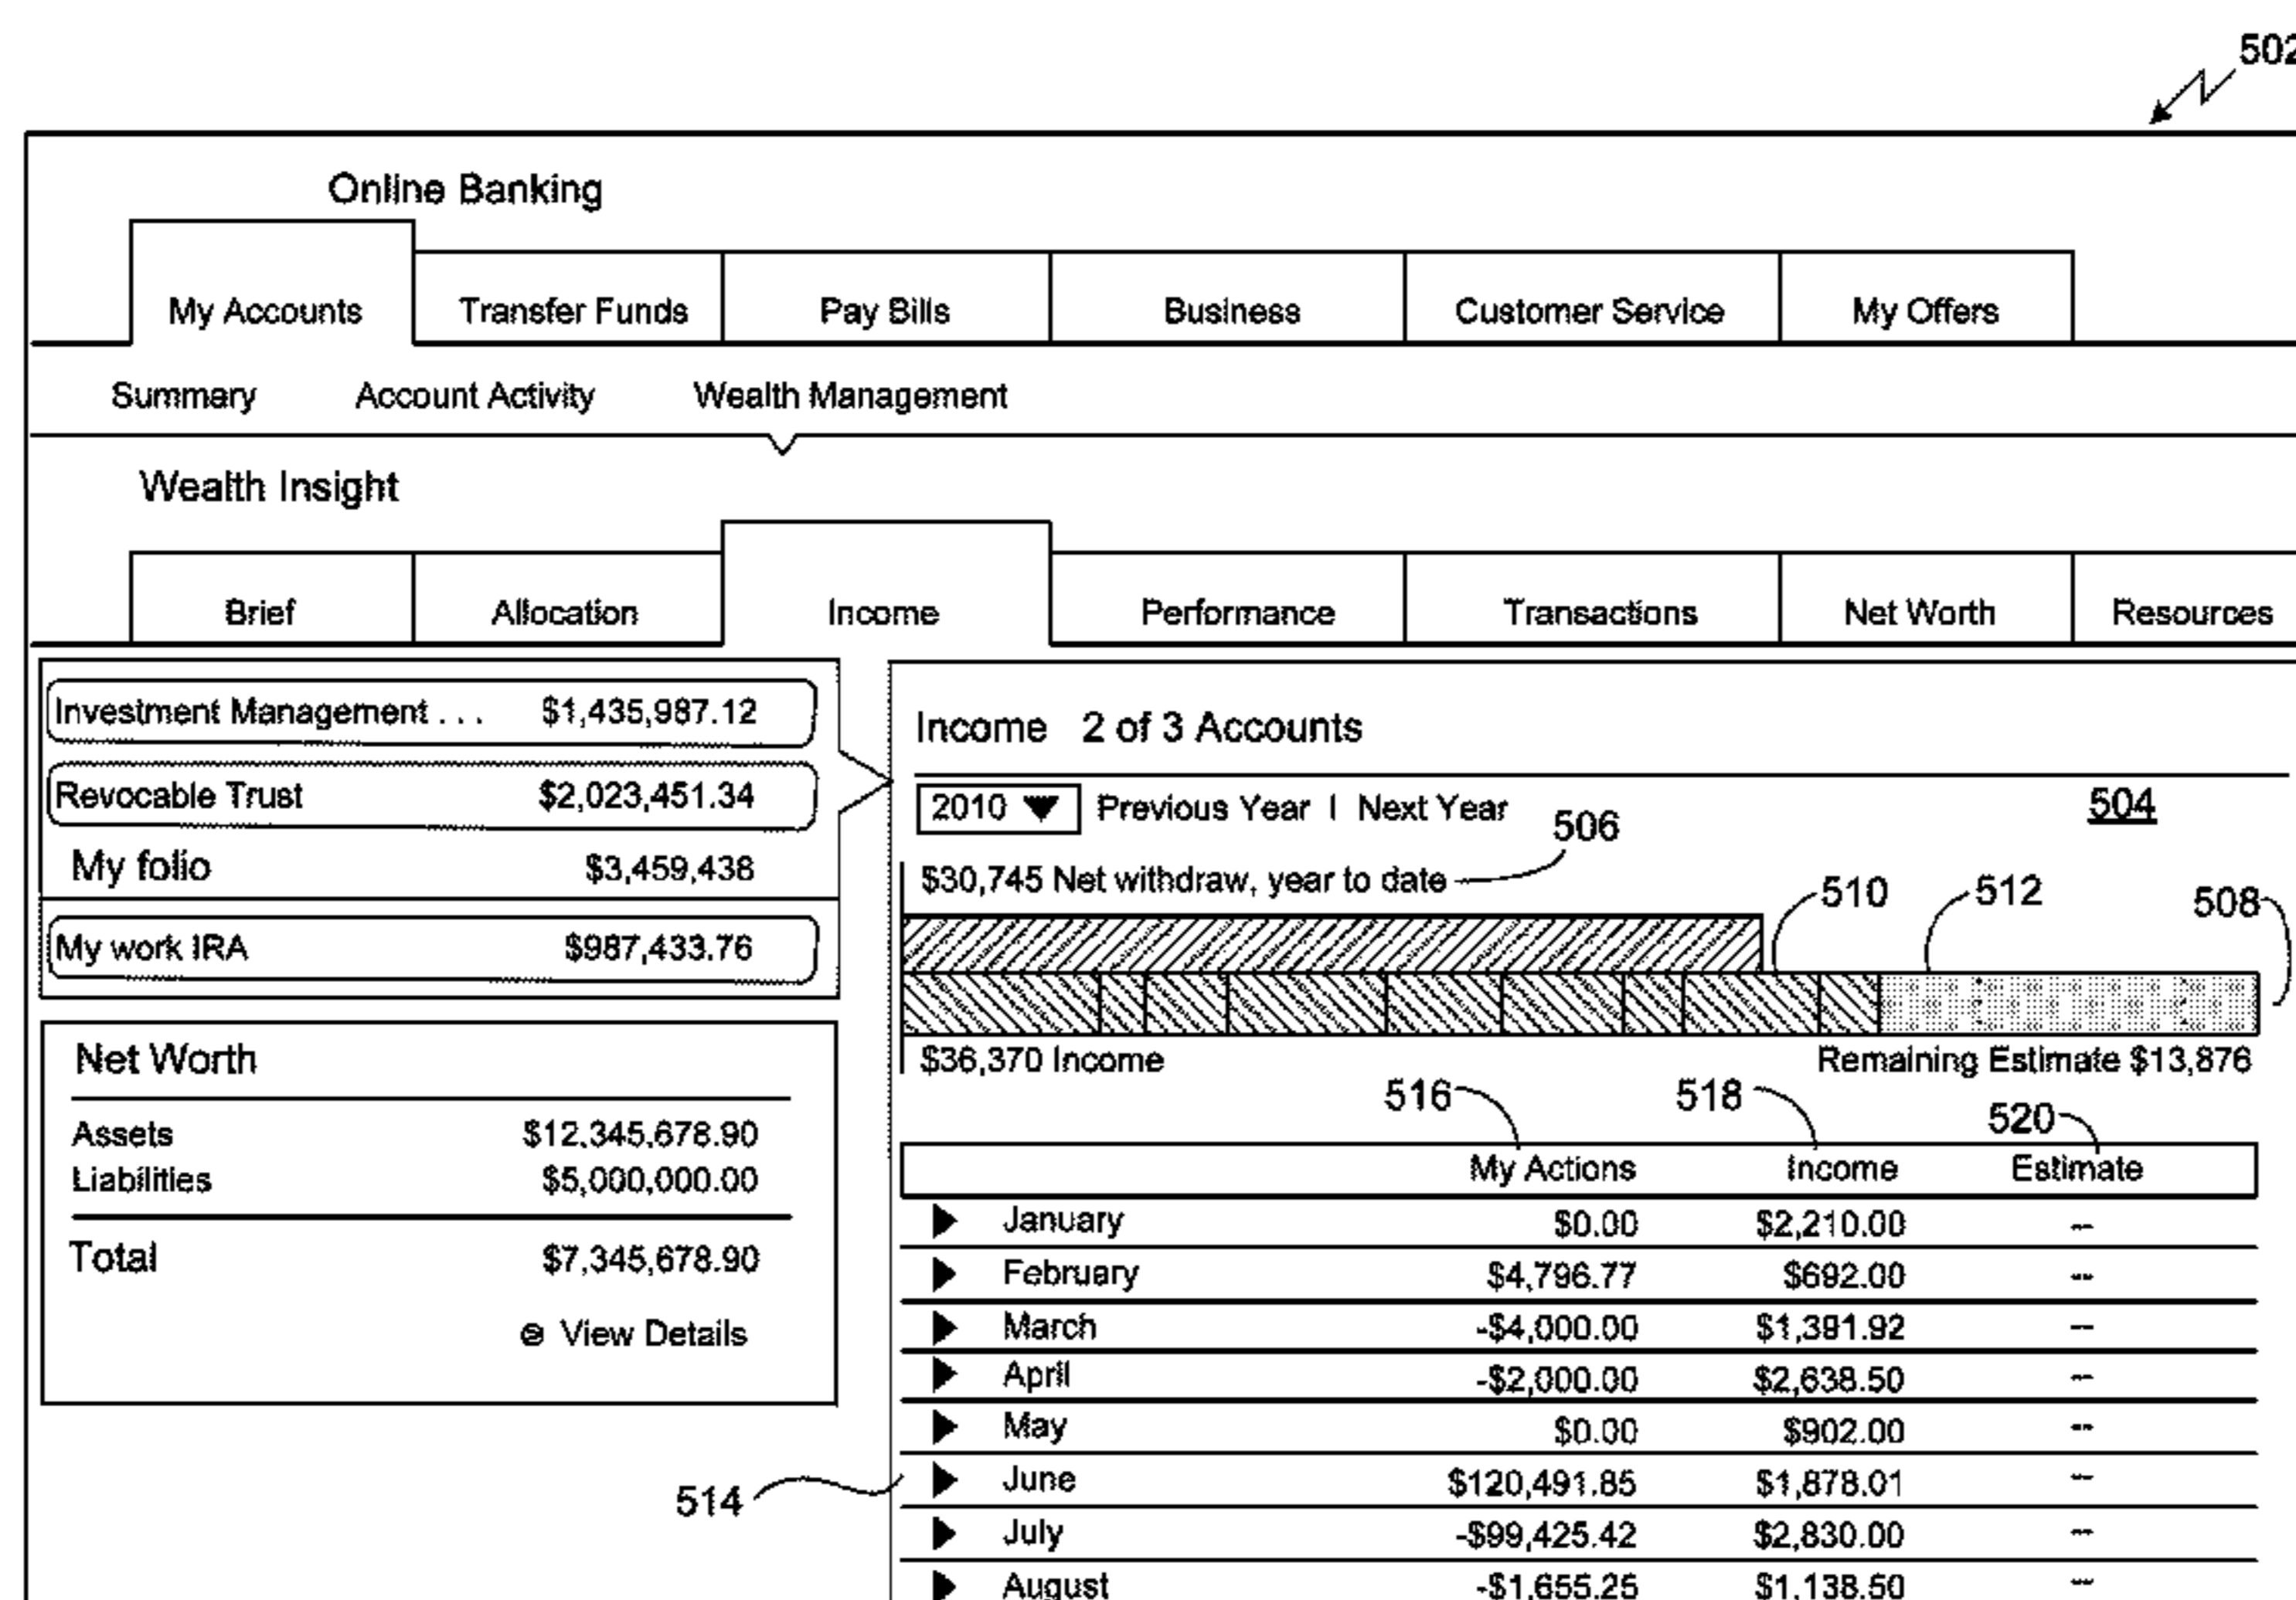 502
Online Banking
My Accounts Transfer Funds Pay Bills Business Customer Service My Offers
Summary Account Activity Wealth Management
Wealth Insight
Brief Allocation Income Performance Transactions Net Worth Resources
Investment Management . . . $1,435,987.12
Revocable Trust $2,023,451.34
My folio $3,459,438
My work IRA $987,433.76
Net Worth
Assets $12,345,678.90
Liabilities $5,000,000.00
Total $7,345,678.90
View Details
Income 2 of 3 Accounts
2010 Previous Year | Next Year
504
506
$30,745 Net withdraw, year to date
510
512
508
$36,370 Income Remaining Estimate $13,876
516
518
520
My Actions Income Estimate
January $0.00 $2,210.00 --
February $4,796.77 $692.00 --
March -$4,000.00 $1,391.92 --
April -$2,000.00 $2,638.50 --
May $0.00 $902.00 --
514
June $120,491.85 $1,878.01 --
July -$99,425.42 $2,830.00 --
August -$1,655.25 $1,138.50 --